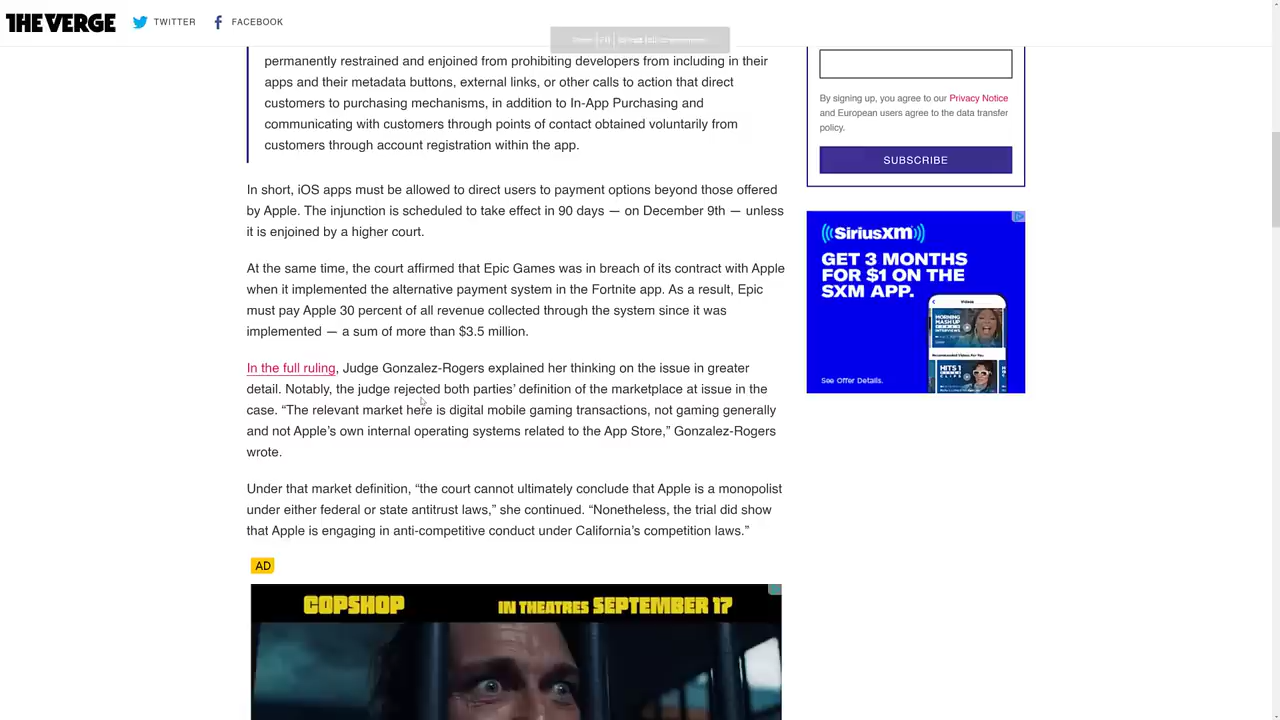 THE VERGE
TWITTER
FACEBOOK
permanently restrained and enjoined from prohibiting developers from including in their
apps and their metadata buttons, external links, or other calls to action that direct
customers to purchasing mechanisms, in addition to In-App Purchasing and
communicating with customers through points of contact obtained voluntarily from
customers through account registration within the app.
In short, iOS apps must be allowed to direct users to payment options beyond those offered
by Apple. The injunction is scheduled to take effect in 90 days — on December 9th — unless
it is enjoined by a higher court.
At the same time, the court affirmed that Epic Games was in breach of its contract with Apple
when it implemented the alternative payment system in the Fortnite app. As a result, Epic
must pay Apple 30 percent of all revenue collected through the system since it was
implemented — a sum of more than $3.5 million.
In the full ruling, Judge Gonzalez-Rogers explained her thinking on the issue in greater
detail. Notably, the judge rejected both parties’ definition of the marketplace at issue in the
case. “The relevant market here is digital mobile gaming transactions, not gaming generally
and not Apple’s own internal operating systems related to the App Store,” Gonzalez-Rogers
wrote.
Under that market definition, “the court cannot ultimately conclude that Apple is a monopolist
under either federal or state antitrust laws,” she continued. “Nonetheless, the trial did show
that Apple is engaging in anti-competitive conduct under California’s competition laws.”
AD
COPSHOP
IN THEATRES SEPTEMBER 17
By signing up, you agree to our Privacy Notice
and European users agree to the data transfer
policy.
SUBSCRIBE
SiriusXM
GET 3 MONTHS
FOR $1 ON THE
SXM APP.
See Offer Details.
Videos
MORNING
MASH UP
INTERVIEWS
Recommended Videos For You
HITS 1